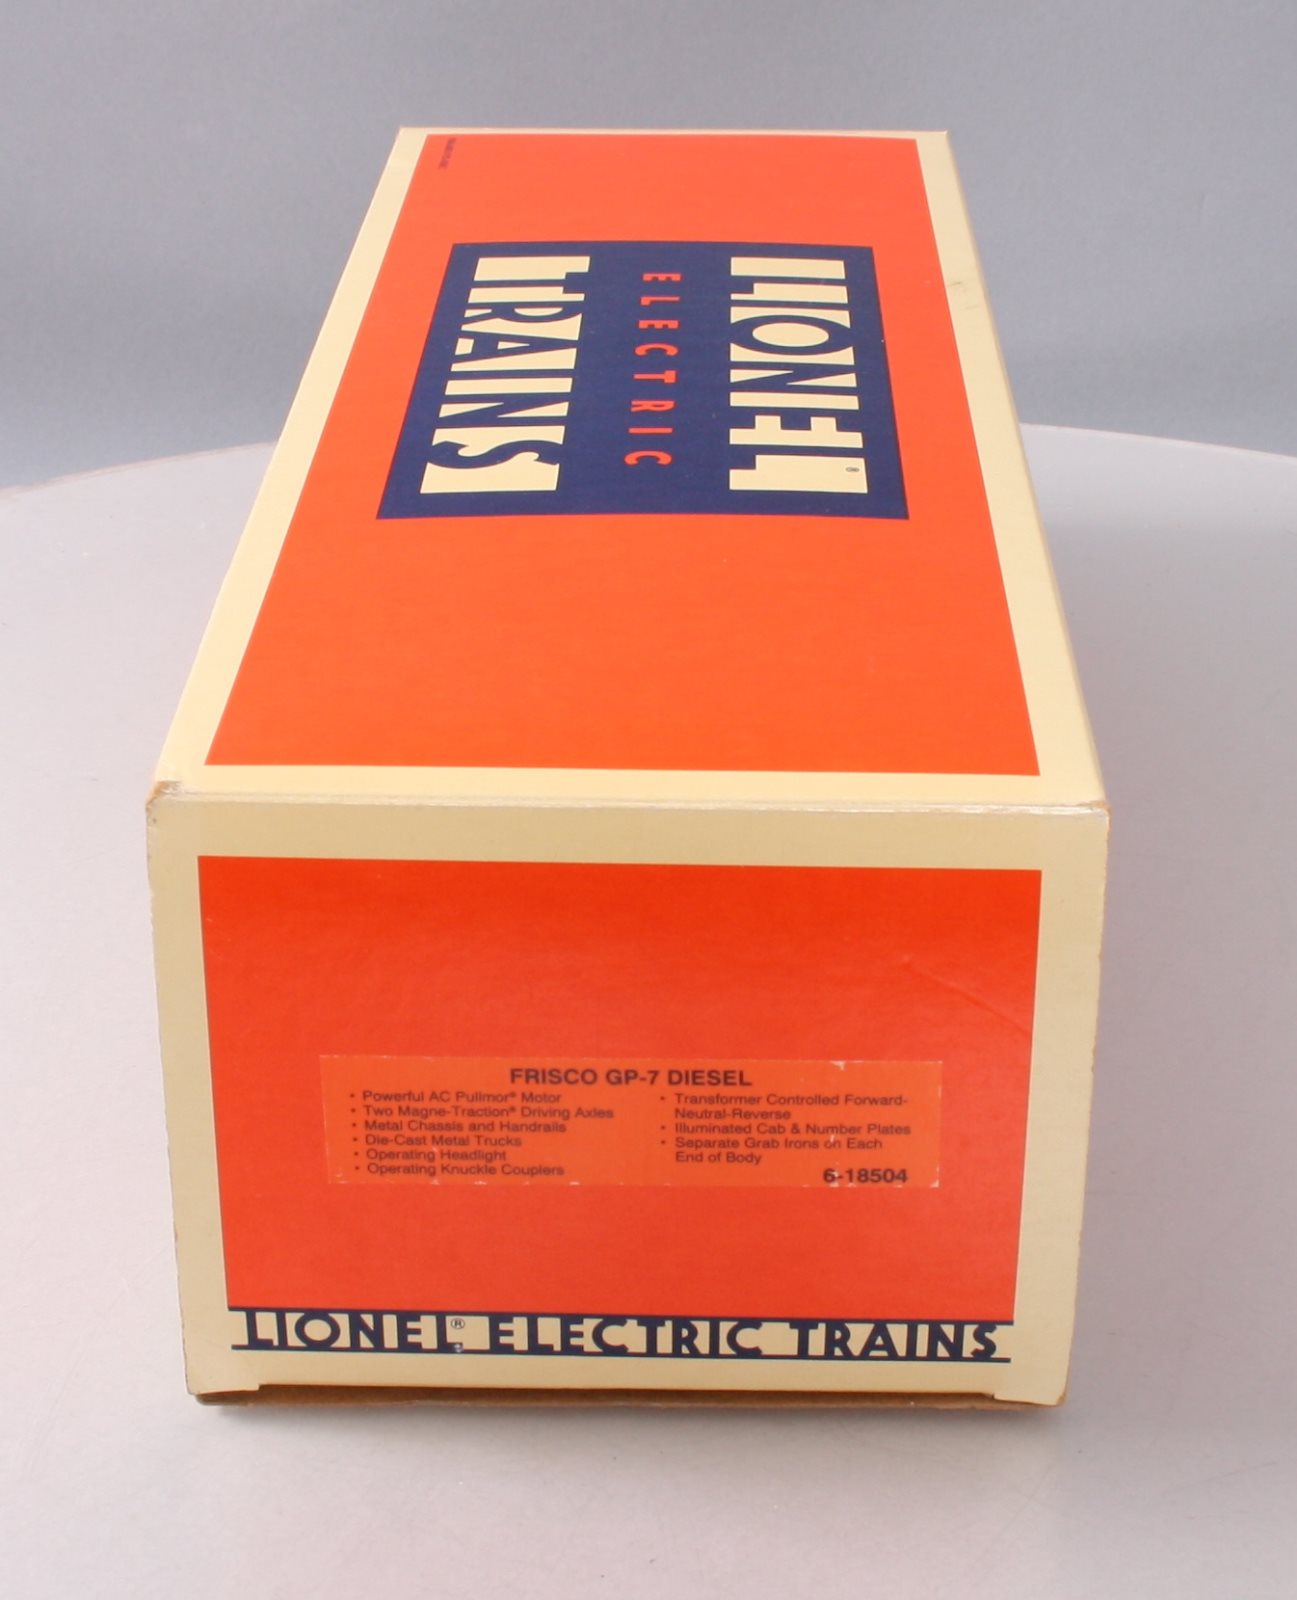 LIONEL®
ELECTRIC
TRAINS
FRISCO GP-7 DIESEL
• Powerful AC Pullmor® Motor
• Two Magne-Traction® Driving Axles
• Metal Chassis and Handrails
• Die-Cast Metal Trucks
• Operating Headlight
• Operating Knuckle Couplers
• Transformer Controlled Forward-
Neutral-Reverse
• Illuminated Cab & Number Plates
• Separate Grab Irons on Each
End of Body
6-18504
LIONEL® ELECTRIC TRAINS